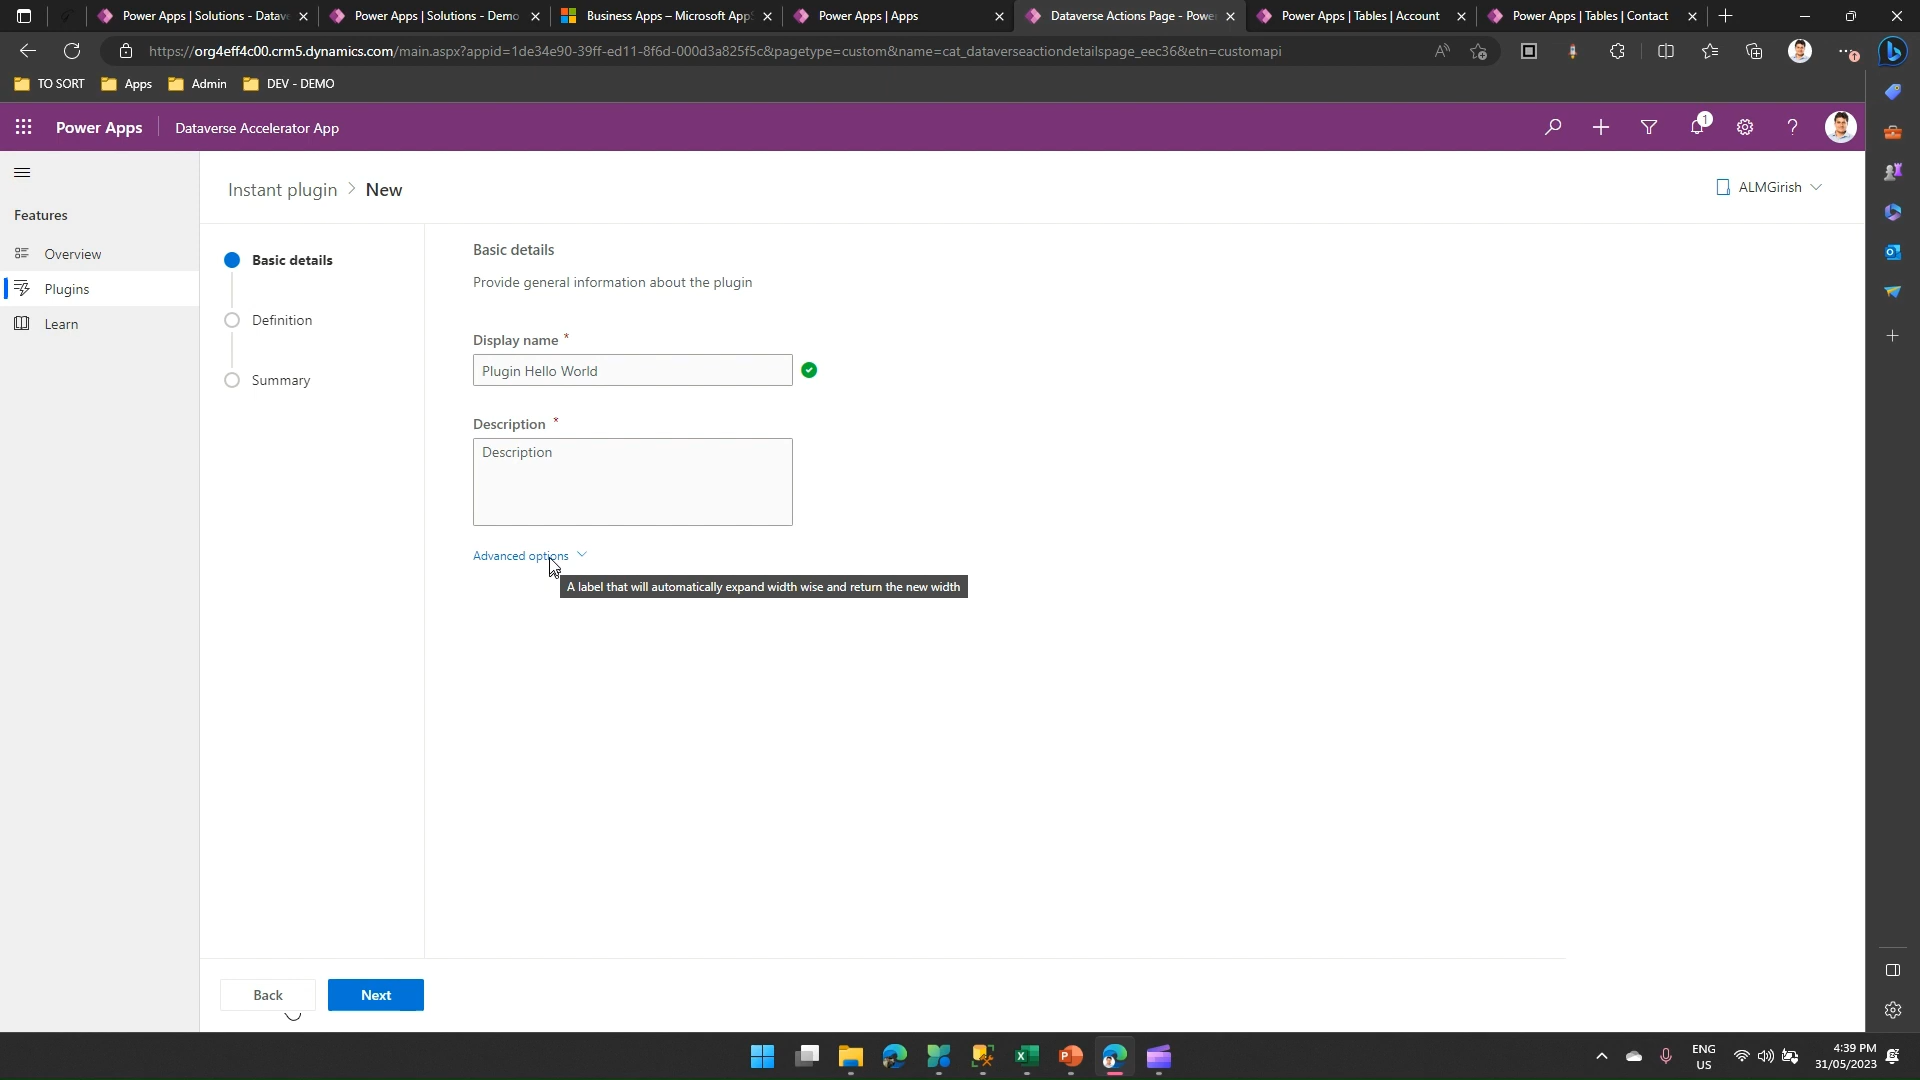 Power Apps | Solutions - Datave
Power Apps | Solutions - Demo
Business Apps – Microsoft App
Power Apps | Apps
Dataverse Actions Page - Powe
Power Apps | Tables | Account
Power Apps | Tables | Contact
https://org4eff4c00.crm5.dynamics.com/main.aspx?appid=1de34e90-39ff-ed11-8f6d-000d3a825f5c&pagetype=custom&name=cat_dataverseactiondetailspage_eec36&etn=customapi
TO SORT
Apps
Admin
DEV - DEMO
Power Apps
Dataverse Accelerator App
1
Instant plugin > New
ALMGirish
Features
Overview
Plugins
Learn
Basic details
Definition
Summary
Basic details
Provide general information about the plugin
Display name *
Plugin Hello World
Description *
Description
Advanced options
A label that will automatically expand width wise and return the new width
Back
Next
ENG
US
4:39 PM
31/05/2023